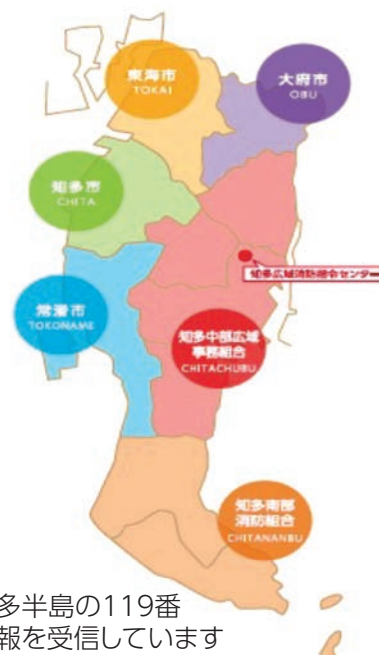 東海市
TOKAI
大府市
OBU
知多市
CHITA
知多広域消防指令センター
常滑市
TOKONAME
知多中部広域
事務組合
CHITACHUBU
知多南部
消防組合
CHITANANBU
多半島の119番
報を受信しています